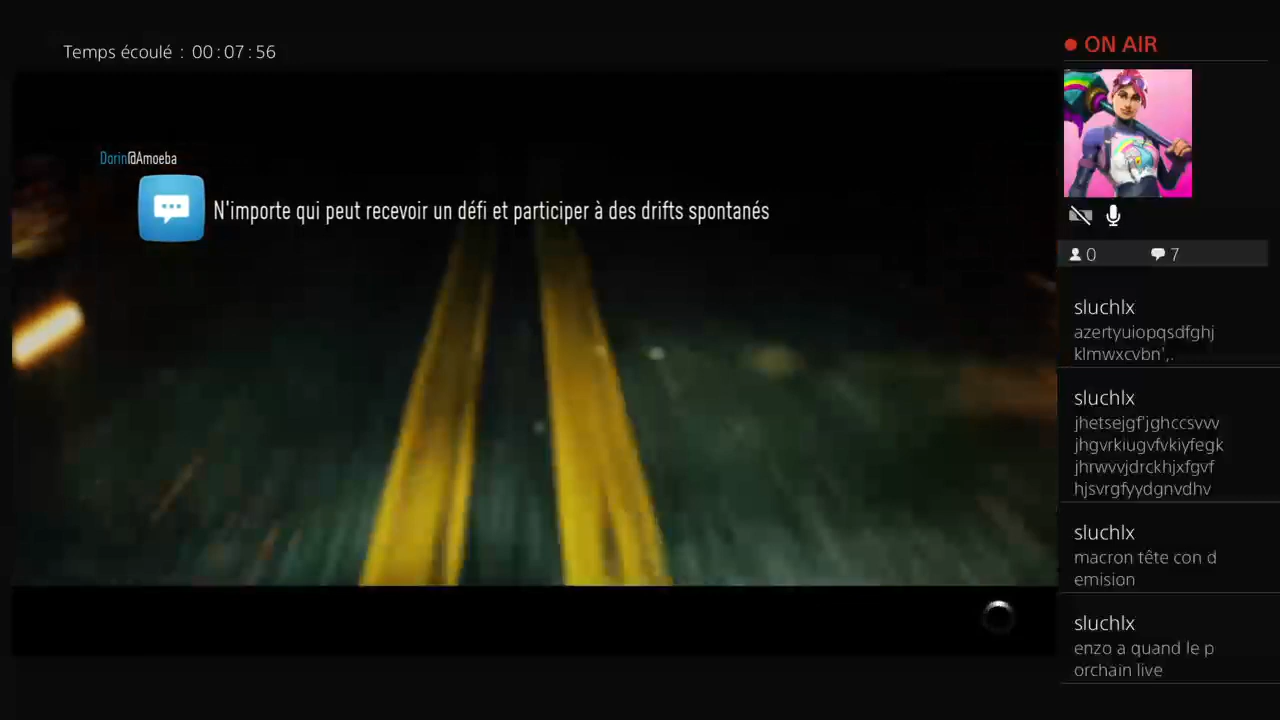 Temps écoulé : 00:07:56
ON AIR
Dorin@Amoeba
N'importe qui peut recevoir un défi et participer à des drifts spontanés
0 7
sluchlx
azertyuiopqsdfghj
klmwxcvbn',.
sluchlx
jhetsejgf'jghccsvvv
jhgvrkiugvfvkiyfegk
jhrwvvjdrckhjxfgvf
hjsvrgfyydgnvdhv
sluchlx
macron tête con d
emision
sluchlx
enzo a quand le p
orchain live